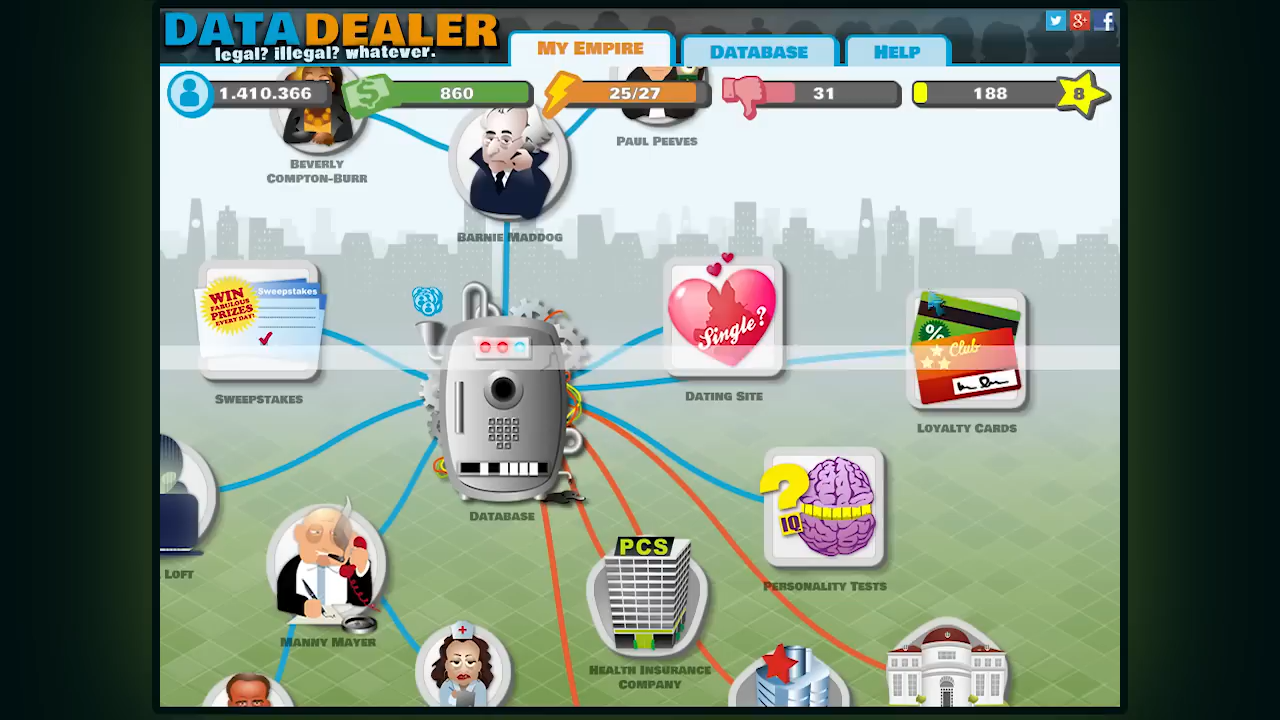 DATADEALER
legal? illegal? whatever.
MY EMPIRE
DATABASE
HELP
1.410.366
860
25/27
31
188
8
BEVERLY
COMPTON-BURR
BARNIE MADDOG
PAUL PEEVES
WIN
FABULOUS
PRIZES
EVERY DAY!
Sweepstakes
SWEEPSTAKES
Single?
DATING SITE
%
Club
LOYALTY CARDS
DATABASE
? IQ
PERSONALITY TESTS
LOFT
MANNY MAYER
PCS
HEALTH INSURANCE
COMPANY